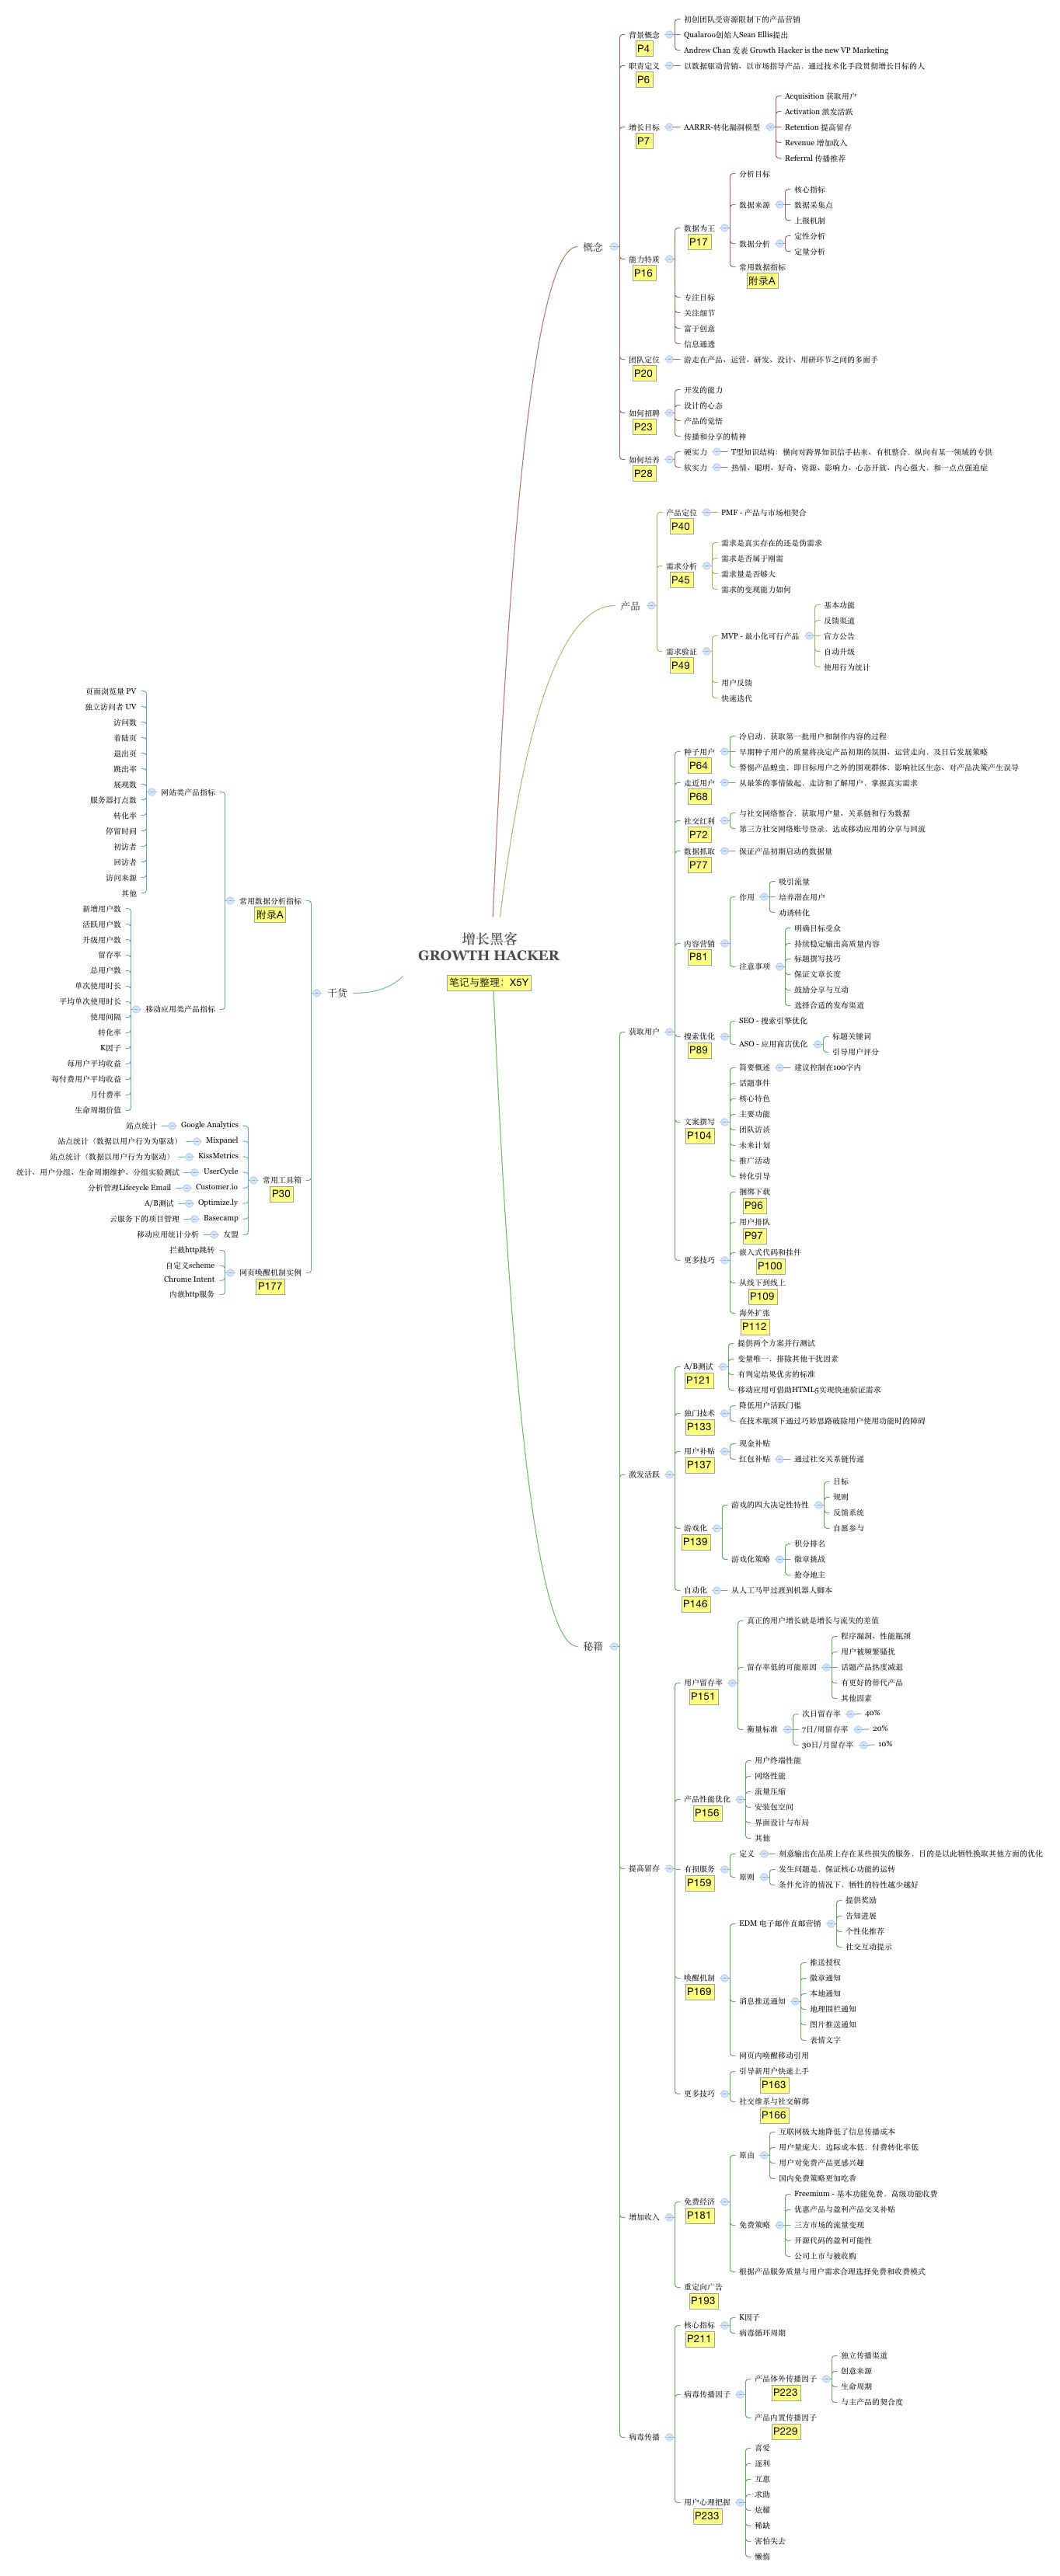 增长黑客
GROWTH HACKER
笔记与整理：X5Y
概念
背景概念
P4
初创团队受资源限制下的产品营销
Qualaroo创始人Sean Ellis提出
Andrew Chan 发表 Growth Hacker is the new VP Marketing
职责定义
P6
以数据驱动营销、以市场指导产品，通过技术化手段贯彻增长目标的人
增长目标
P7
AARRR-转化漏洞模型
Acquisition 获取用户
Activation 激发活跃
Retention 提高留存
Revenue 增加收入
Referral 传播推荐
能力特质
P16
数据为王
P17
分析目标
数据来源
核心指标
数据采集点
上报机制
数据分析
定性分析
定量分析
常用数据指标
附录A
专注目标
关注细节
富于创意
信息通透
团队定位
P20
游走在产品、运营、研发、设计、用研环节之间的多面手
如何招聘
P23
开发的能力
设计的心态
产品的觉悟
传播和分享的精神
如何培养
P28
硬实力
T型知识结构：横向对跨界知识信手拈来、有机整合，纵向有某一领域的专供
软实力
热情、聪明、好奇、资源、影响力、心态开放、内心强大，和一点点强迫症
产品
产品定位
P40
PMF - 产品与市场相契合
需求分析
P45
需求是真实存在的还是伪需求
需求是否属于刚需
需求量是否够大
需求的变现能力如何
需求验证
P49
MVP - 最小化可行产品
基本功能
反馈渠道
官方公告
自动升级
使用行为统计
用户反馈
快速迭代
秘籍
获取用户
种子用户
P64
冷启动，获取第一批用户和制作内容的过程
早期种子用户的质量将决定产品初期的氛围、运营走向，及日后发展策略
警惕产品蝗虫，即目标用户之外的围观群体，影响社区生态、对产品决策产生误导
走近用户
P68
从最笨的事情做起，走访和了解用户，掌握真实需求
社交红利
P72
与社交网络整合，获取用户量、关系链和行为数据
第三方社交网络账号登录，达成移动应用的分享与回流
数据抓取
P77
保证产品初期启动的数据量
内容营销
P81
作用
吸引流量
培养潜在用户
劝诱转化
注意事项
明确目标受众
持续稳定输出高质量内容
标题撰写技巧
保证文章长度
鼓励分享与互动
选择合适的发布渠道
搜索优化
P89
SEO - 搜索引擎优化
ASO - 应用商店优化
标题关键词
引导用户评分
文案撰写
P104
简要概述
建议控制在100字内
话题事件
核心特色
主要功能
团队访谈
未来计划
推广活动
转化引导
更多技巧
捆绑下载
P96
用户排队
P97
嵌入式代码和挂件
P100
从线下到线上
P109
海外扩张
P112
激发活跃
A/B测试
P121
提供两个方案并行测试
变量唯一，排除其他干扰因素
有判定结果优劣的标准
移动应用可借助HTML5实现快速验证需求
独门技术
P133
降低用户活跃门槛
在技术瓶颈下通过巧妙思路破除用户使用功能时的障碍
用户补贴
P137
现金补贴
红包补贴
通过社交关系链传递
游戏化
P139
游戏的四大决定性特性
目标
规则
反馈系统
自愿参与
游戏化策略
积分排名
徽章挑战
抢夺地主
自动化
P146
从人工马甲过渡到机器人脚本
提高留存
用户留存率
P151
真正的用户增长就是增长与流失的差值
留存率低的可能原因
程序漏洞、性能瓶颈
用户被频繁骚扰
话题产品热度减退
有更好的替代产品
其他因素
衡量标准
次日留存率
40%
7日/周留存率
20%
30日/月留存率
10%
产品性能优化
P156
用户终端性能
网络性能
流量压缩
安装包空间
界面设计与布局
其他
有损服务
P159
定义
刻意输出在品质上存在某些损失的服务，目的是以此牺牲换取其他方面的优化
原则
发生问题是，保证核心功能的运转
条件允许的情况下，牺牲的特性越少越好
唤醒机制
P169
EDM 电子邮件直邮营销
提供奖励
告知进展
个性化推荐
社交互动提示
消息推送通知
推送授权
徽章通知
本地通知
地理围栏通知
图片推送通知
表情文字
网页内唤醒移动引用
更多技巧
引导新用户快速上手
P163
社交维系与社交解绑
P166
增加收入
免费经济
P181
原由
互联网极大地降低了信息传播成本
用户量庞大，边际成本低，付费转化率低
用户对免费产品更感兴趣
国内免费策略更加吃香
免费策略
Freemium - 基本功能免费，高级功能收费
优惠产品与盈利产品交叉补贴
三方市场的流量变现
开源代码的盈利可能性
公司上市与被收购
根据产品服务质量与用户需求合理选择免费和收费模式
重定向广告
P193
病毒传播
核心指标
P211
K因子
病毒循环周期
病毒传播因子
产品体外传播因子
P223
独立传播渠道
创意来源
生命周期
与主产品的契合度
产品内置传播因子
P229
用户心理把握
P233
喜爱
逐利
互惠
求助
炫耀
稀缺
害怕失去
懒惰
干货
常用数据分析指标
附录A
网站类产品指标
页面浏览量 PV
独立访问者 UV
访问数
着陆页
退出页
跳出率
展现数
服务器打点数
转化率
停留时间
初访者
回访者
访问来源
其他
移动应用类产品指标
新增用户数
活跃用户数
升级用户数
留存率
总用户数
单次使用时长
平均单次使用时长
使用间隔
转化率
K因子
每用户平均收益
每付费用户平均收益
月付费率
生命周期价值
常用工具箱
P30
Google Analytics
站点统计
Mixpanel
站点统计（数据以用户行为为驱动）
KissMetrics
站点统计（数据以用户行为为驱动）
UserCycle
统计、用户分组、生命周期维护、分组实验测试
Customer.io
分析管理Lifecycle Email
Optimize.ly
A/B测试
Basecamp
云服务下的项目管理
友盟
移动应用统计分析
网页唤醒机制实例
P177
拦截http跳转
自定义scheme
Chrome Intent
内嵌http服务